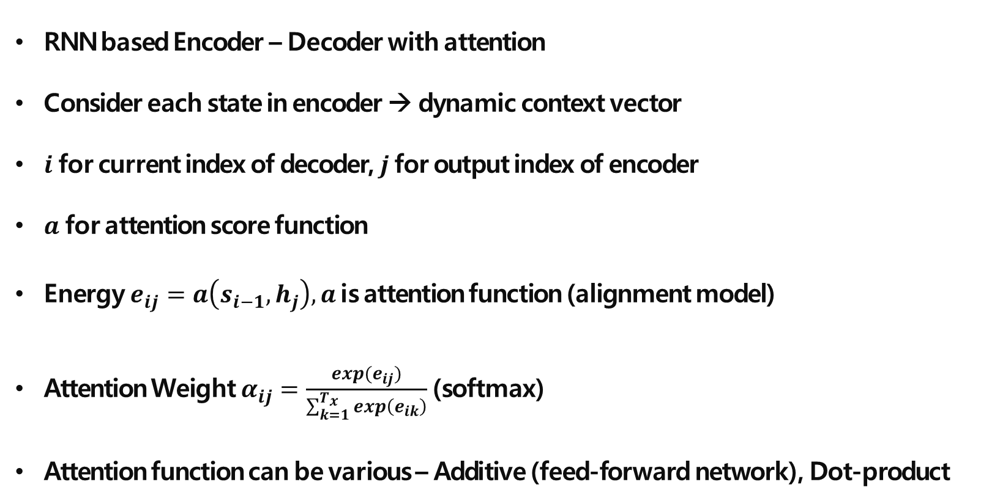 • RNN based Encoder – Decoder with attention
• Consider each state in encoder → dynamic context vector
• i for current index of decoder, j for output index of encoder
• a for attention score function
• Energy e_{ij} = a(s_{i−1}, h_j), a is attention function (alignment model)
• Attention Weight α_{ij} = \frac{exp(e_{ij})}{\sum_{k=1}^{T_x} exp(e_{ik})} (softmax)
• Attention function can be various – Additive (feed-forward network), Dot-product